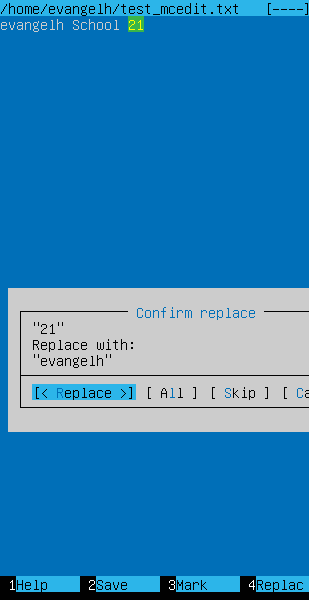 /home/evangelh/test_mcedit.txt [----]
evangelh School 21
Confirm replace
"21"
Replace with:
"evangelh"
[< Replace >] [ All ] [ Skip ] [ Ca
1Help 2Save 3Mark 4Replac